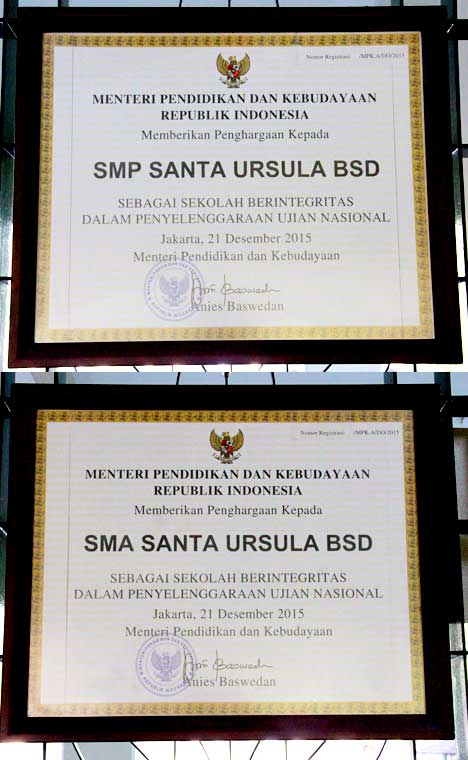 Nomor Registrasi: /MPK.A/DO/2015
MENTERI PENDIDIKAN DAN KEBUDAYAAN
REPUBLIK INDONESIA
Memberikan Penghargaan Kepada
SMP SANTA URSULA BSD
SEBAGAI SEKOLAH BERINTEGRITAS
DALAM PENYELENGGARAAN UJIAN NASIONAL
Jakarta, 21 Desember 2015
Menteri Pendidikan dan Kebudayaan
Anies Baswedan
Nomor Registrasi: /MPK.A/DO/2015
MENTERI PENDIDIKAN DAN KEBUDAYAAN
REPUBLIK INDONESIA
Memberikan Penghargaan Kepada
SMA SANTA URSULA BSD
SEBAGAI SEKOLAH BERINTEGRITAS
DALAM PENYELENGGARAAN UJIAN NASIONAL
Jakarta, 21 Desember 2015
Menteri Pendidikan dan Kebudayaan
Anies Baswedan